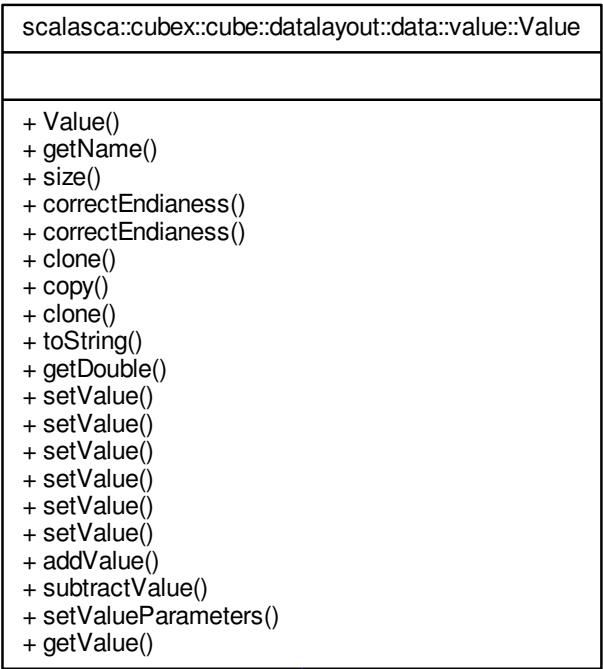 scalasca::cubex::cube::datalayout::data::value::Value
+ Value()
+ getName()
+ size()
+ correctEndianess()
+ correctEndianess()
+ clone()
+ copy()
+ clone()
+ toString()
+ getDouble()
+ setValue()
+ setValue()
+ setValue()
+ setValue()
+ setValue()
+ setValue()
+ addValue()
+ subtractValue()
+ setValueParameters()
+ getValue()